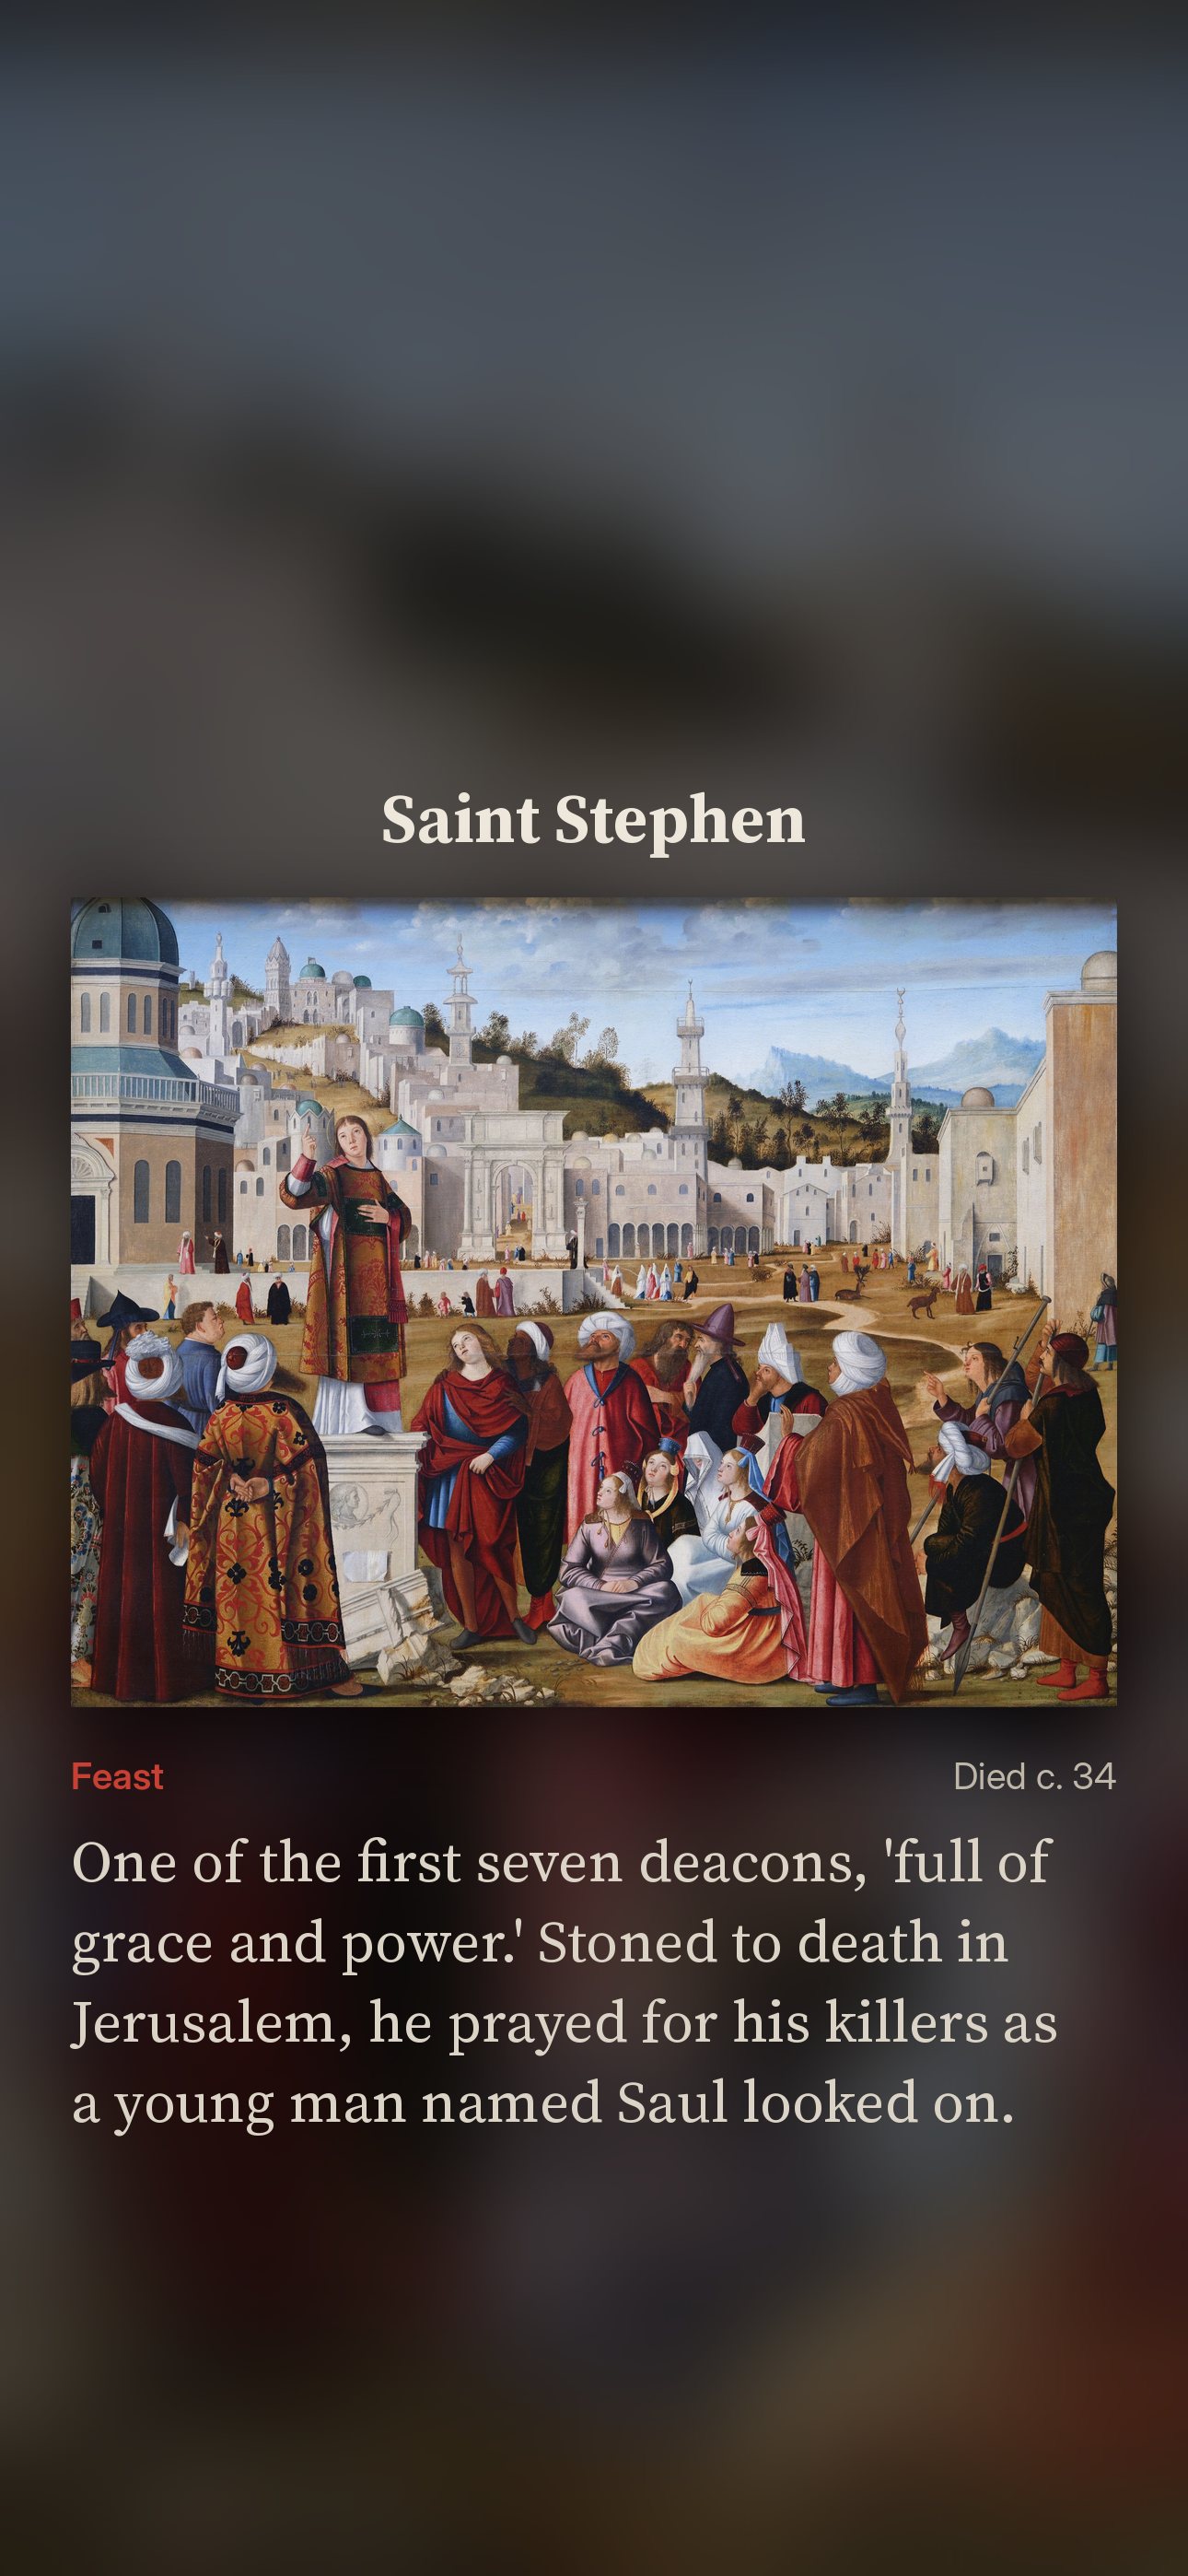 Saint Stephen
Feast
Died c. 34
One of the first seven deacons, 'full of
grace and power.' Stoned to death in
Jerusalem, he prayed for his killers as
a young man named Saul looked on.